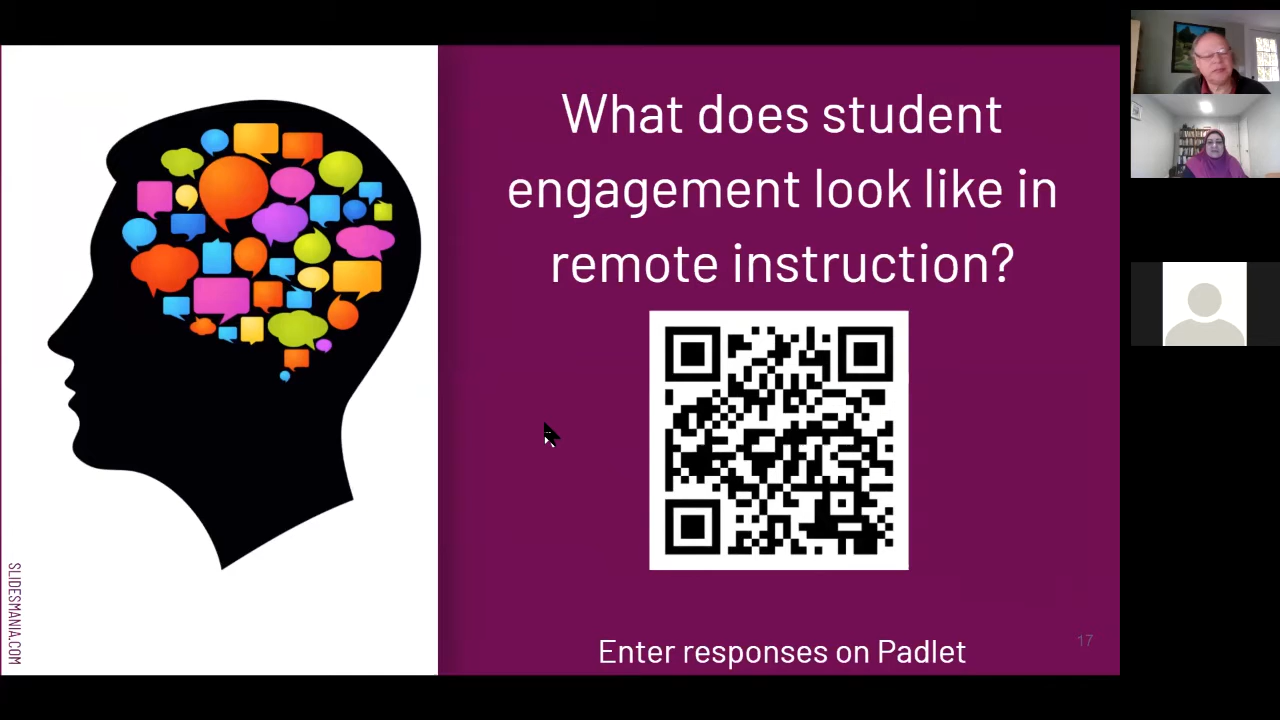 What does student
engagement look like in
remote instruction?
Enter responses on Padlet
17
SLIDESMANIA.COM